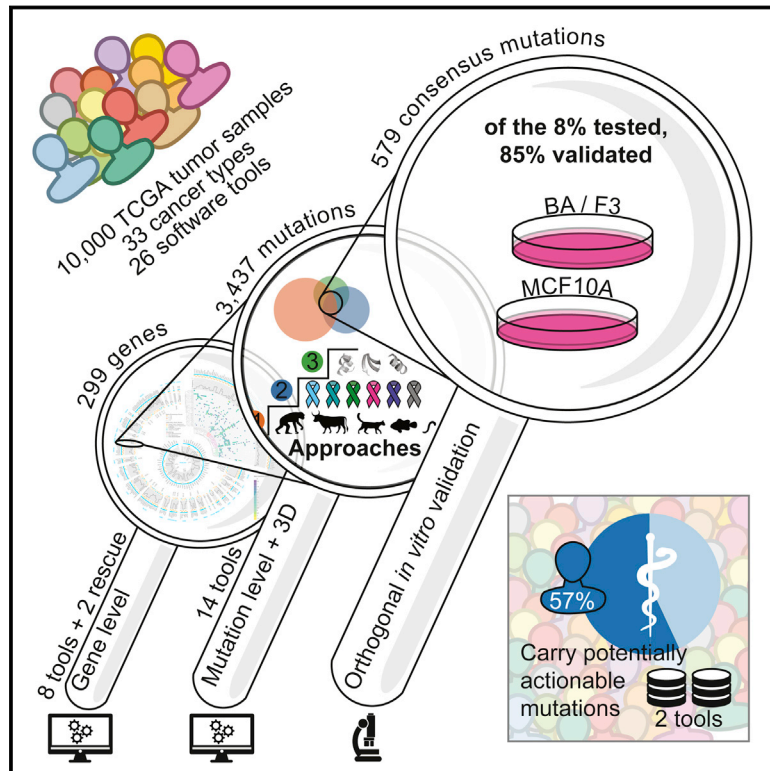 10,000 TCGA tumor samples
33 cancer types
26 software tools
299 genes
3,437 mutations
579 consensus mutations
of the 8% tested,
85% validated
BA / F3
MCF10A
3
2
1
Approaches
8 tools + 2 rescue
Gene level
14 tools
Mutation level + 3D
Orthogonal in vitro validation
57%
Carry potentially
actionable
mutations
2 tools